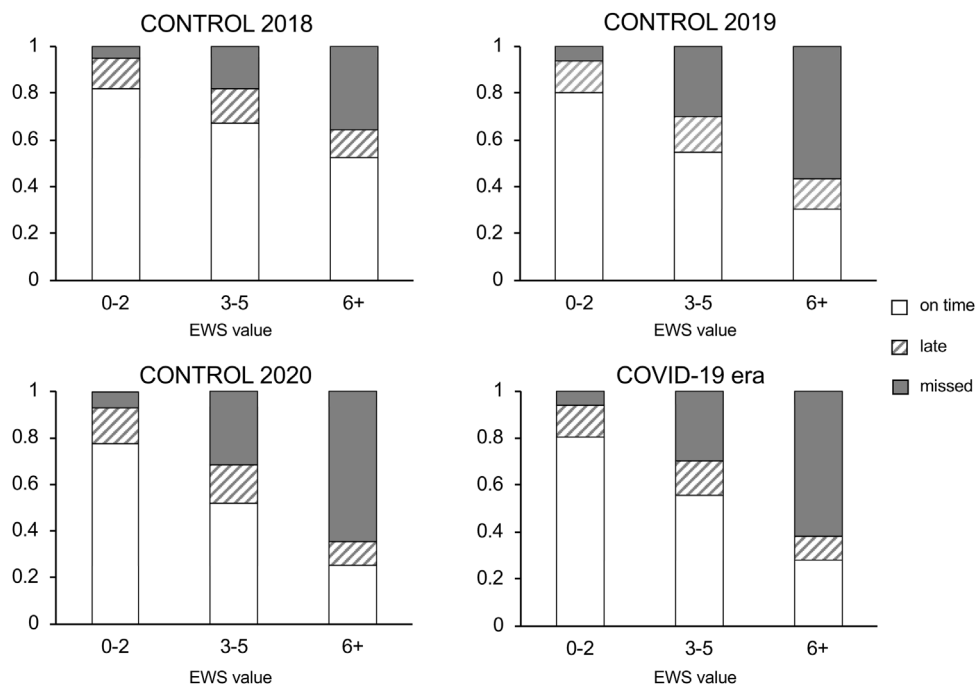 CONTROL 2018
1
0.8
0.6
0.4
0.2
0
0-2 3-5 6+
EWS value
CONTROL 2019
1
0.8
0.6
0.4
0.2
0
0-2 3-5 6+
EWS value
on time
late
missed
CONTROL 2020
1
0.8
0.6
0.4
0.2
0
0-2 3-5 6+
EWS value
COVID-19 era
1
0.8
0.6
0.4
0.2
0
0-2 3-5 6+
EWS value